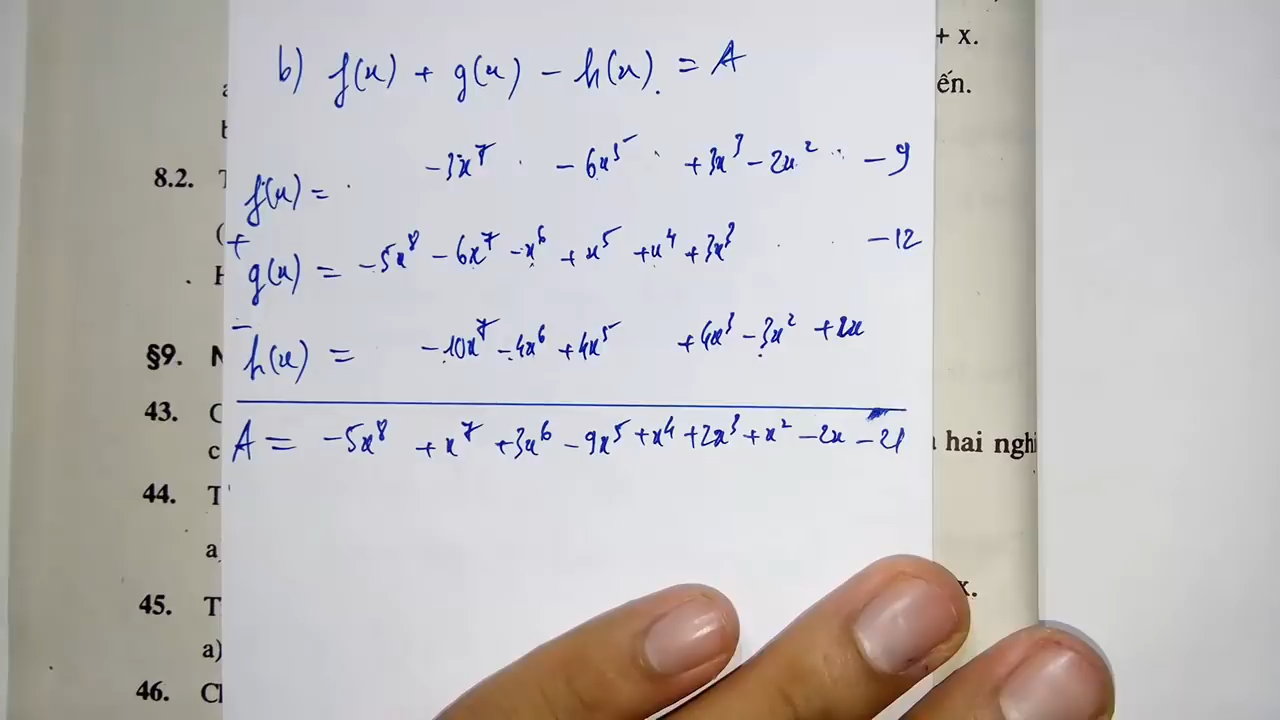 + x.
b) f(x) + g(x) - h(x) = A
ến.
8.2. T
f(x) = -3x⁷ - 6x⁵ + 3x³ - 2x² - 9
+
g(x) = -5x⁸ - 6x⁷ - x⁶ + x⁵ + x⁴ + 3x³ - 12
-
h(x) = -10x⁷ - 4x⁶ + 4x⁵ + 4x³ - 3x² + 2x
§9. N
43. C
A = -5x⁸ + x⁷ + 3x⁶ - 9x⁵ + x⁴ + 2x³ + x² - 2x - 21
hai nghi
44. T
a
45. T
x.
a)
46. Cl